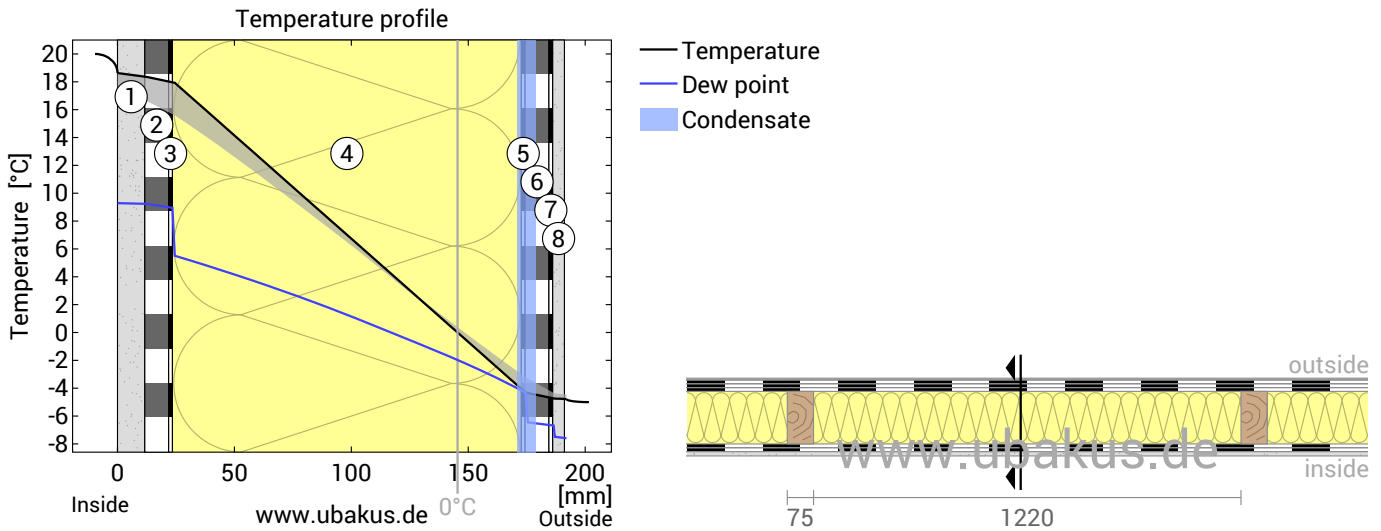 Temperature profile
Temperature [°C]
20
18
16
14
12
10
8
6
4
2
0
-2
-4
-6
-8
1
2
3
4
5
6
7
8
0
50
100
150
200
[mm]
Inside
www.ubakus.de
0°C
Outside
Temperature
Dew point
Condensate
outside
www.ubakus.de
inside
75
1220